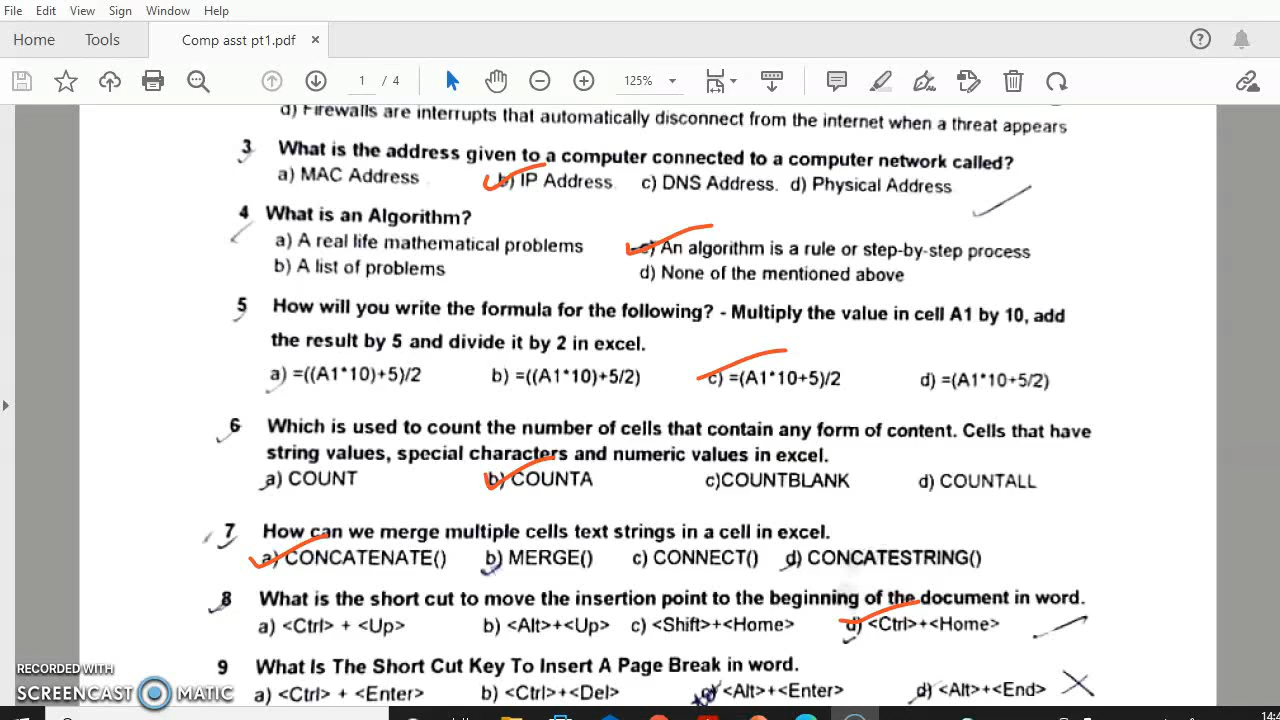 File Edit View Sign Window Help
Home Tools Comp asst pt1.pdf ×
1 / 4 125%
d) Firewalls are interrupts that automatically disconnect from the internet when a threat appears
3 What is the address given to a computer connected to a computer network called?
a) MAC Address b) IP Address c) DNS Address. d) Physical Address
4 What is an Algorithm?
a) A real life mathematical problems c) An algorithm is a rule or step-by-step process
b) A list of problems d) None of the mentioned above
5 How will you write the formula for the following? - Multiply the value in cell A1 by 10, add
the result by 5 and divide it by 2 in excel.
a) =((A1*10)+5)/2 b) =((A1*10)+5/2) c) =(A1*10+5)/2 d) =(A1*10+5/2)
6 Which is used to count the number of cells that contain any form of content. Cells that have
string values, special characters and numeric values in excel.
a) COUNT b) COUNTA c)COUNTBLANK d) COUNTALL
7 How can we merge multiple cells text strings in a cell in excel.
a) CONCATENATE() b) MERGE() c) CONNECT() d) CONCATESTRING()
8 What is the short cut to move the insertion point to the beginning of the document in word.
a) <Ctrl> + <Up> b) <Alt>+<Up> c) <Shift>+<Home> d) <Ctrl>+<Home>
9 What Is The Short Cut Key To Insert A Page Break in word.
a) <Ctrl> + <Enter> b) <Ctrl>+<Del> c) <Alt>+<Enter> d) <Alt>+<End>
RECORDED WITH
SCREENCAST MATIC